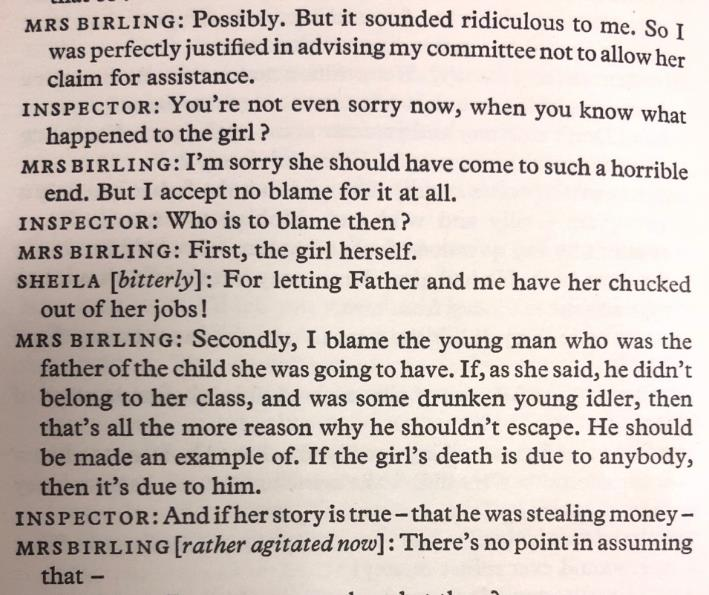 MRS BIRLING: Possibly. But it sounded ridiculous to me. So I
was perfectly justified in advising my committee not to allow her
claim for assistance.
INSPECTOR: You're not even sorry now, when you know what
happened to the girl?
MRS BIRLING: I'm sorry she should have come to such a horrible
end. But I accept no blame for it at all.
INSPECTOR: Who is to blame then?
MRS BIRLING: First, the girl herself.
SHEILA [bitterly]: For letting Father and me have her chucked
out of her jobs!
MRS BIRLING: Secondly, I blame the young man who was the
father of the child she was going to have. If, as she said, he didn't
belong to her class, and was some drunken young idler, then
that's all the more reason why he shouldn't escape. He should
be made an example of. If the girl's death is due to anybody,
then it's due to him.
INSPECTOR: And if her story is true – that he was stealing money –
MRS BIRLING [rather agitated now]: There's no point in assuming
that –